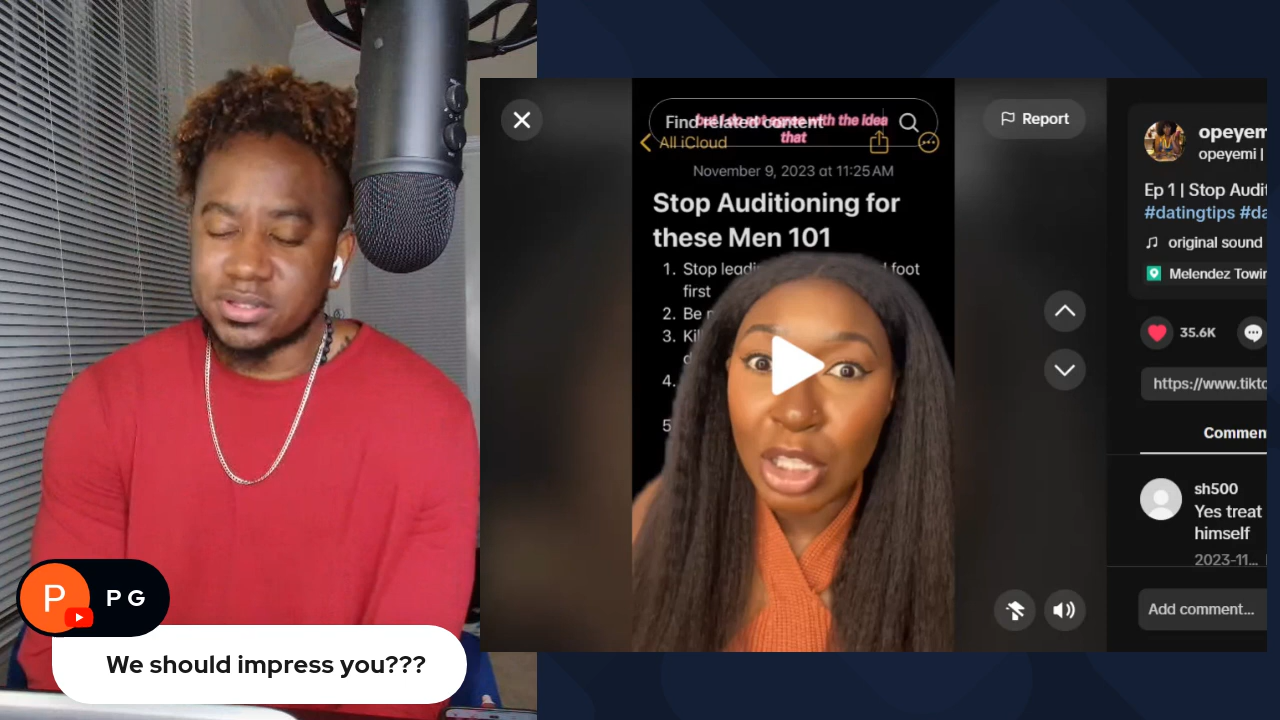 P
P G
We should impress you???
Find related content
but I do not agree with the idea
that
All iCloud
November 9, 2023 at 11:25 AM
Stop Auditioning for
these Men 101
1. Stop foot
first
2. Be
3.
4.
5
Report
opeyem
opeyemi |
Ep 1 | Stop Audit
#datingtips #da
original sound
Melendez Towin
35.6K
https://www.tikto
Commen
sh500
Yes treat
himself
2023-11...
Add comment...